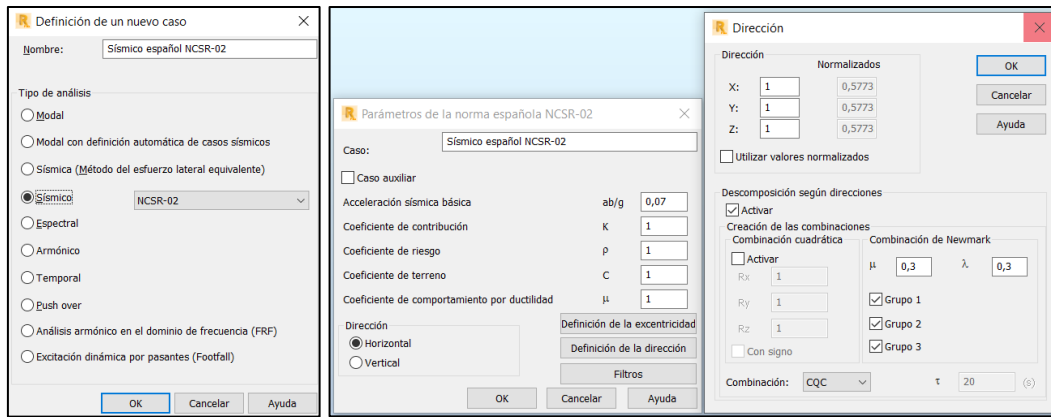 Definición de un nuevo caso
Nombre: Sísmico español NCSR-02
Tipo de análisis
Modal
Modal con definición automática de casos sísmicos
Sísmica (Método del esfuerzo lateral equivalente)
Sísmico NCSR-02
Espectral
Armónico
Temporal
Push over
Análisis armónico en el dominio de frecuencia (FRF)
Excitación dinámica por pasantes (Footfall)
OK Cancelar Ayuda
Parámetros de la norma española NCSR-02
Caso: Sísmico español NCSR-02
Caso auxiliar
Acceleración sísmica básica ab/g 0,07
Coeficiente de contribución K 1
Coeficiente de riesgo ρ 1
Coeficiente de terreno C 1
Coeficiente de comportamiento por ductilidad μ 1
Dirección
Horizontal
Vertical
Definición de la excentricidad
Definición de la dirección
Filtros
OK Cancelar Ayuda
Dirección
Dirección
Normalizados
X: 1 0,5773
Y: 1 0,5773
Z: 1 0,5773
Utilizar valores normalizados
OK
Cancelar
Ayuda
Descomposición según direcciones
Activar
Creación de las combinaciones
Combinación cuadrática
Activar
Rx 1
Ry 1
Rz 1
Con signo
Combinación de Newmark
μ 0,3 λ 0,3
Grupo 1
Grupo 2
Grupo 3
Combinación: CQC τ 20 (s)